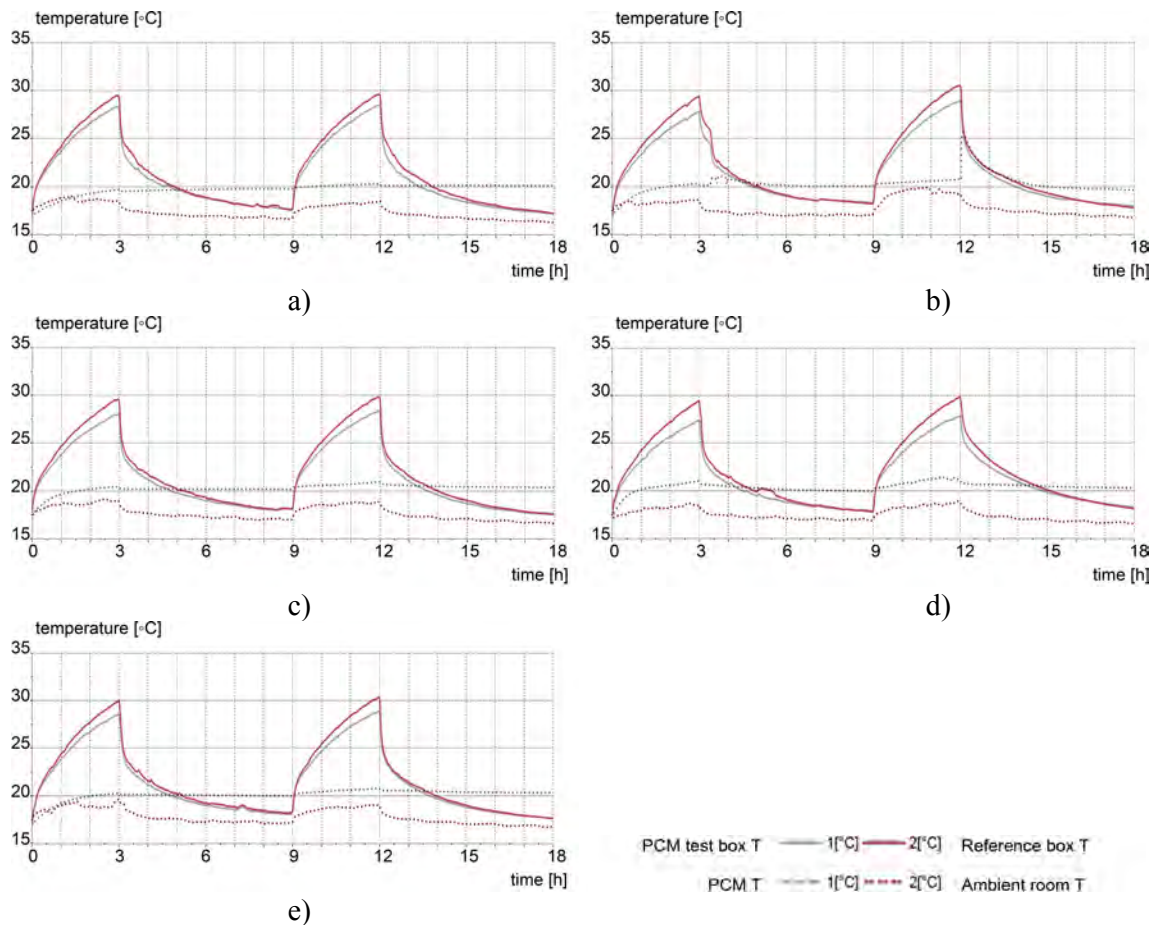 temperature [°C]
35
30
25
20
15
0 3 6 9 12 15 18
time [h]
a)
temperature [°C]
35
30
25
20
15
0 3 6 9 12 15 18
time [h]
b)
temperature [°C]
35
30
25
20
15
0 3 6 9 12 15 18
time [h]
c)
temperature [°C]
35
30
25
20
15
0 3 6 9 12 15 18
time [h]
d)
temperature [°C]
35
30
25
20
15
0 3 6 9 12 15 18
time [h]
e)
PCM test box T 1[°C] 2[°C] Reference box T
PCM T 1[°C] 2[°C] Ambient room T